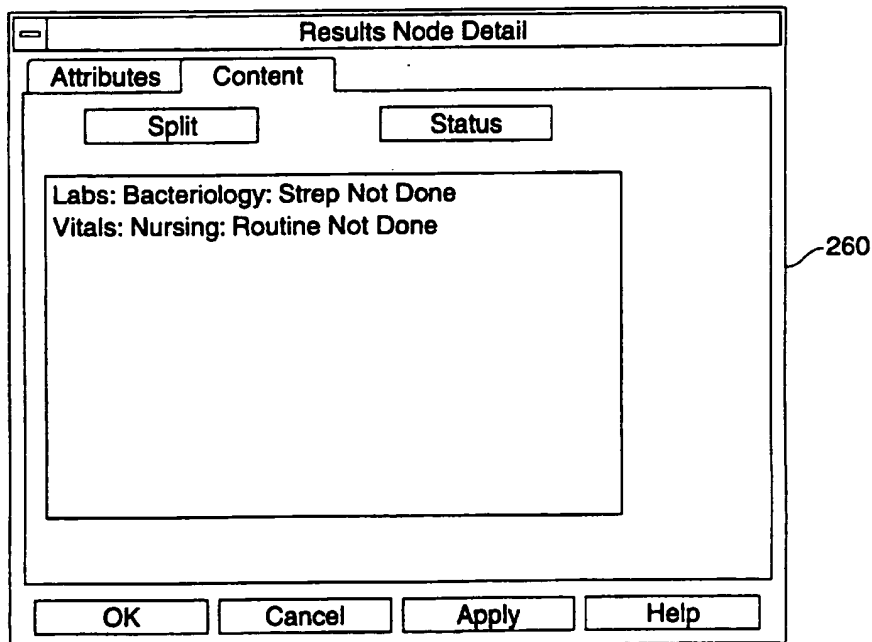 Results Node Detail
Attributes Content
Split Status
Labs: Bacteriology: Strep Not Done
Vitals: Nursing: Routine Not Done
260
OK Cancel Apply Help